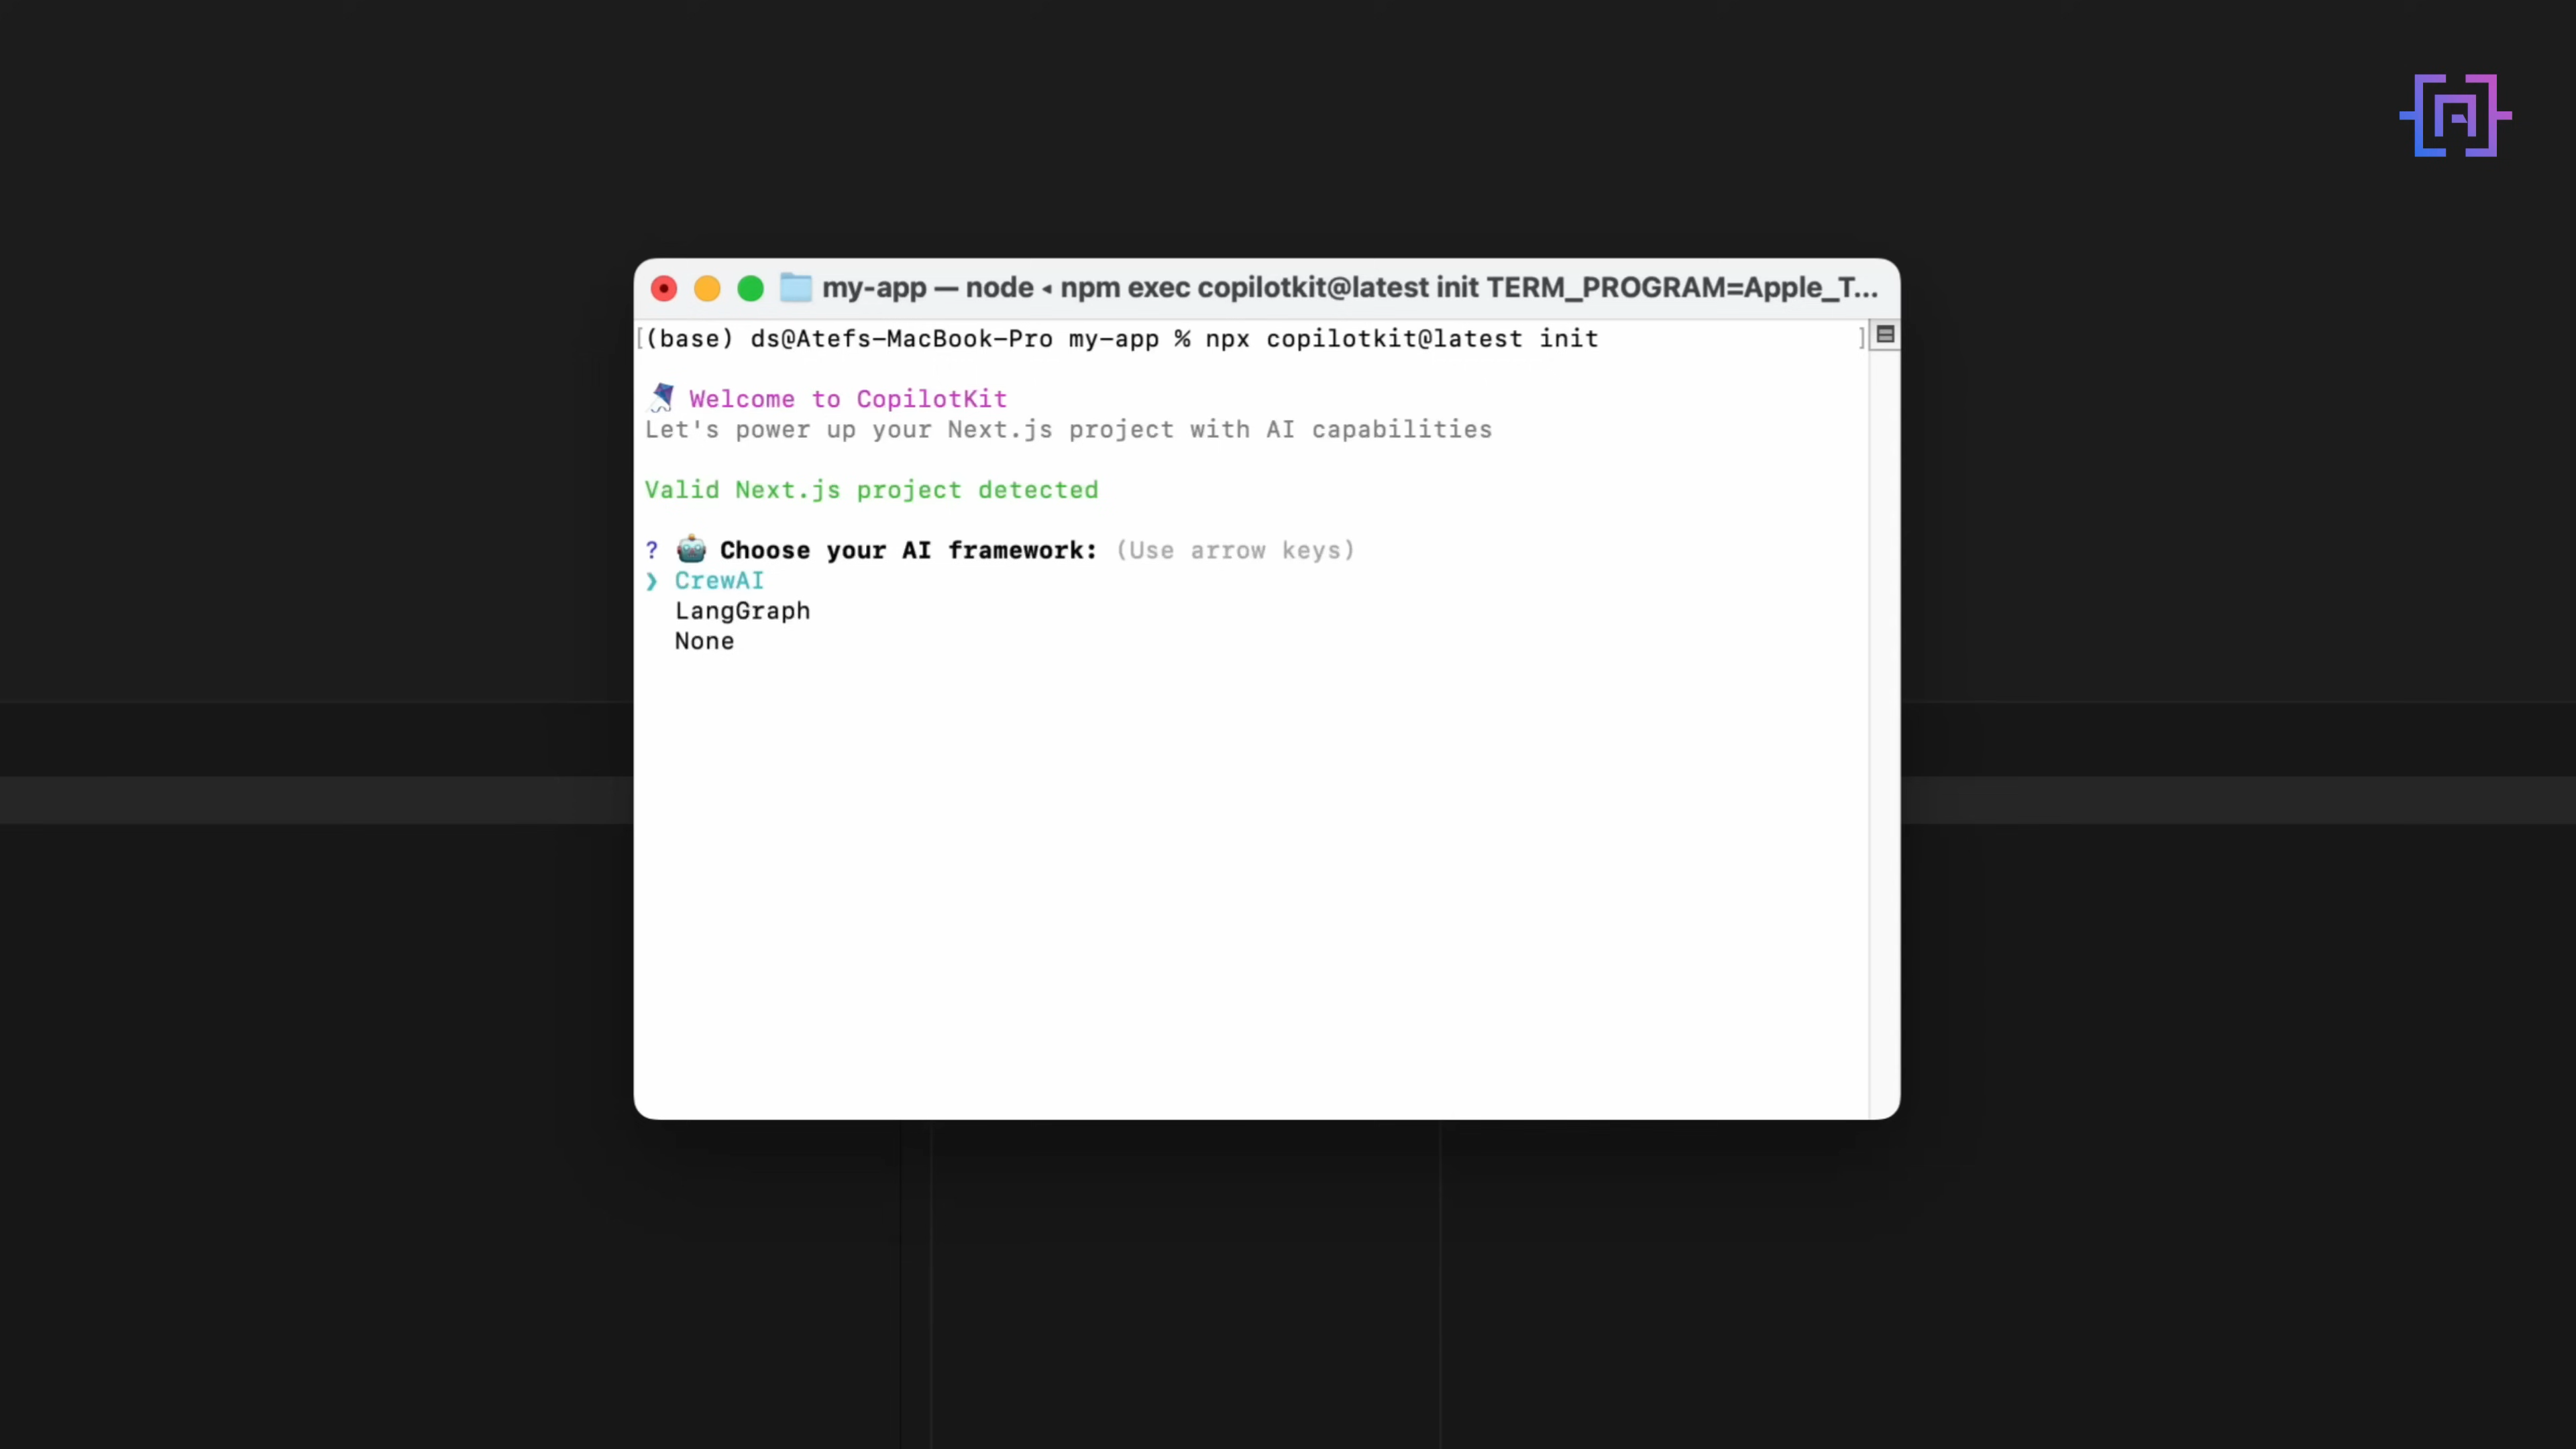 my-app — node ◂ npm exec copilotkit@latest init TERM_PROGRAM=Apple_T...
[(base) ds@Atefs-MacBook-Pro my-app % npx copilotkit@latest init ]
Welcome to CopilotKit
Let's power up your Next.js project with AI capabilities
Valid Next.js project detected
? 🤖 Choose your AI framework: (Use arrow keys)
❯ CrewAI
LangGraph
None